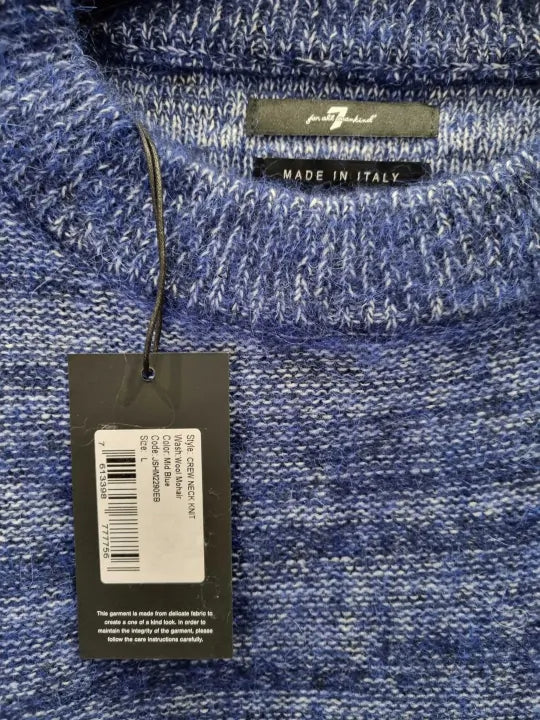 for all 7 mankind®
MADE IN ITALY
Style: CREW NECK KNIT
Wash: Wool Mohair
Color: Mid Blue
Code: JSHM2290EB
Size: L
7 613398 777756
This garment is made from delicate fabric to
create a one of a kind look. In order to
maintain the integrity of the garment, please
follow the care instructions carefully.